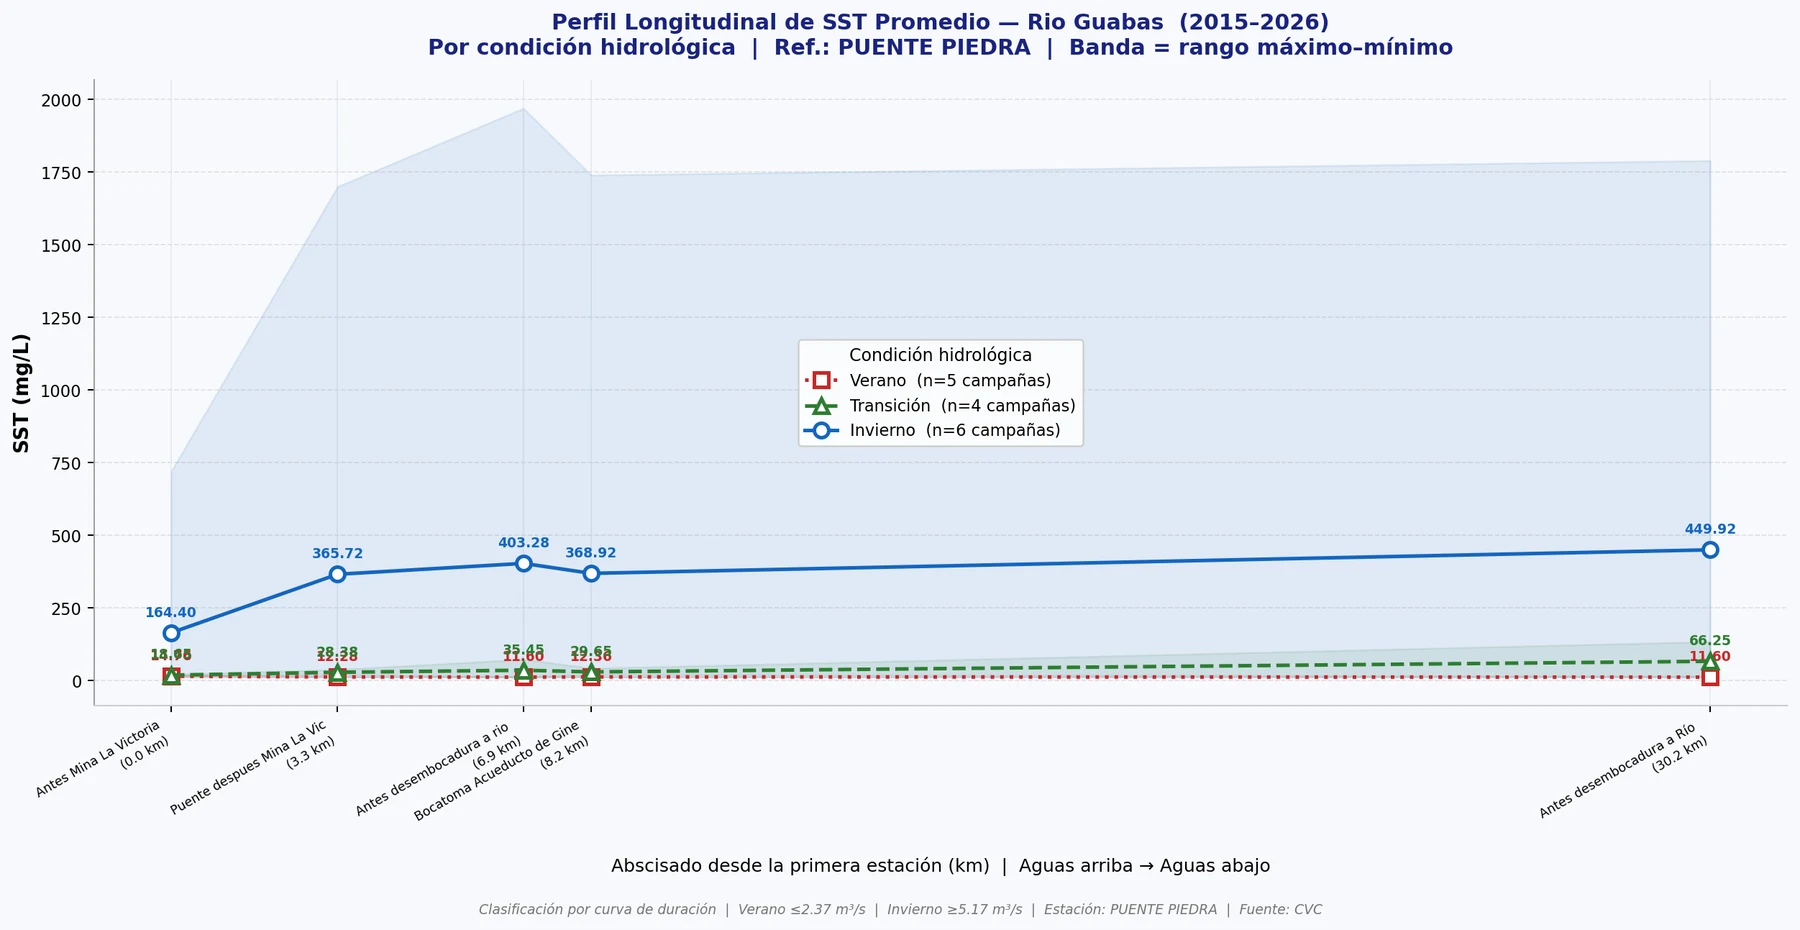 Perfil Longitudinal de SST Promedio — Rio Guabas (2015–2026)
Por condición hidrológica | Ref.: PUENTE PIEDRA | Banda = rango máximo–mínimo
SST (mg/L)
2000
1750
1500
1250
1000
750
500
250
0
Condición hidrológica
Verano (n=5 campañas)
Transición (n=4 campañas)
Invierno (n=6 campañas)
164.40
365.72
403.28
368.92
449.92
28.38
35.45
29.65
66.25
12.28
11.60
12.36
11.60
Antes Mina La Victoria
(0.0 km)
Puente despues Mina La Vic
(3.3 km)
Antes desembocadura a rio
(6.9 km)
Bocatoma Acueducto de Gine
(8.2 km)
Antes desembocadura a Río
(30.2 km)
Abscisado desde la primera estación (km) | Aguas arriba → Aguas abajo
Clasificación por curva de duración | Verano ≤2.37 m³/s | Invierno ≥5.17 m³/s | Estación: PUENTE PIEDRA | Fuente: CVC